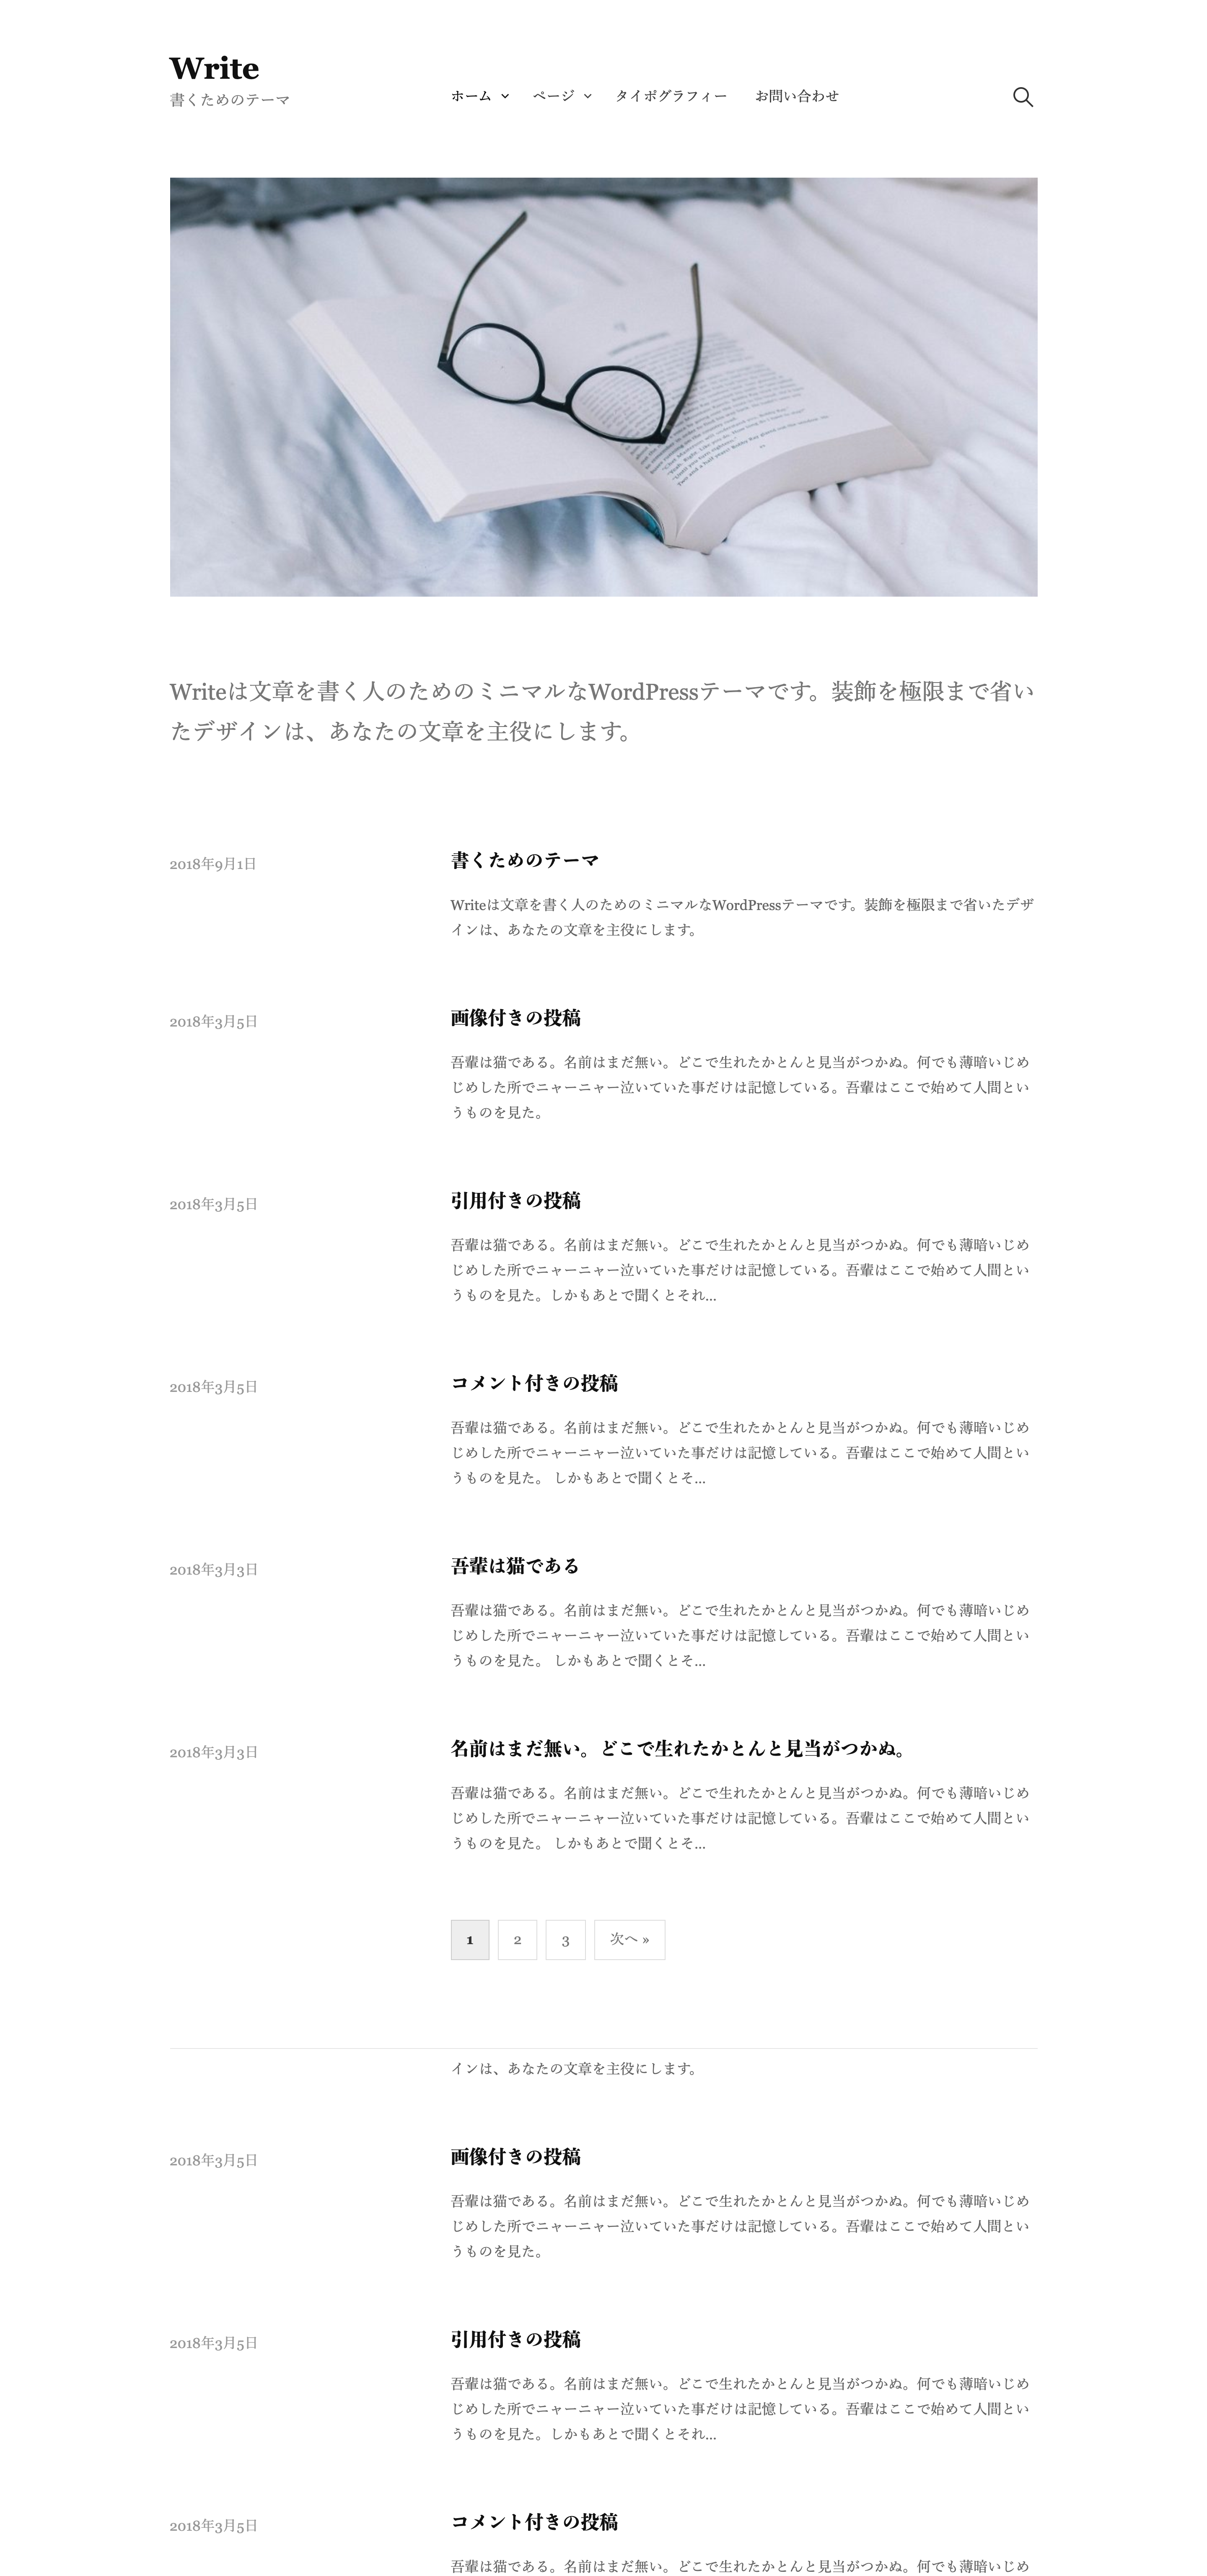 Write
書くためのテーマ
ホーム ページ タイポグラフィー お問い合わせ
Writeは文章を書く人のためのミニマルなWordPressテーマです。装飾を極限まで省い
たデザインは、あなたの文章を主役にします。
2018年9月1日
書くためのテーマ
Writeは文章を書く人のためのミニマルなWordPressテーマです。装飾を極限まで省いたデザ
インは、あなたの文章を主役にします。
2018年3月5日
画像付きの投稿
吾輩は猫である。名前はまだ無い。どこで生れたかとんと見当がつかぬ。何でも薄暗いじめ
じめした所でニャーニャー泣いていた事だけは記憶している。吾輩はここで始めて人間とい
うものを見た。
2018年3月5日
引用付きの投稿
吾輩は猫である。名前はまだ無い。どこで生れたかとんと見当がつかぬ。何でも薄暗いじめ
じめした所でニャーニャー泣いていた事だけは記憶している。吾輩はここで始めて人間とい
うものを見た。しかもあとで聞くとそれ...
2018年3月5日
コメント付きの投稿
吾輩は猫である。名前はまだ無い。どこで生れたかとんと見当がつかぬ。何でも薄暗いじめ
じめした所でニャーニャー泣いていた事だけは記憶している。吾輩はここで始めて人間とい
うものを見た。 しかもあとで聞くとそ...
2018年3月3日
吾輩は猫である
吾輩は猫である。名前はまだ無い。どこで生れたかとんと見当がつかぬ。何でも薄暗いじめ
じめした所でニャーニャー泣いていた事だけは記憶している。吾輩はここで始めて人間とい
うものを見た。 しかもあとで聞くとそ...
2018年3月3日
名前はまだ無い。どこで生れたかとんと見当がつかぬ。
吾輩は猫である。名前はまだ無い。どこで生れたかとんと見当がつかぬ。何でも薄暗いじめ
じめした所でニャーニャー泣いていた事だけは記憶している。吾輩はここで始めて人間とい
うものを見た。 しかもあとで聞くとそ...
1 2 3 次へ »
インは、あなたの文章を主役にします。
2018年3月5日
画像付きの投稿
吾輩は猫である。名前はまだ無い。どこで生れたかとんと見当がつかぬ。何でも薄暗いじめ
じめした所でニャーニャー泣いていた事だけは記憶している。吾輩はここで始めて人間とい
うものを見た。
2018年3月5日
引用付きの投稿
吾輩は猫である。名前はまだ無い。どこで生れたかとんと見当がつかぬ。何でも薄暗いじめ
じめした所でニャーニャー泣いていた事だけは記憶している。吾輩はここで始めて人間とい
うものを見た。しかもあとで聞くとそれ...
2018年3月5日
コメント付きの投稿
吾輩は猫である。名前はまだ無い。どこで生れたかとんと見当がつかぬ。何でも薄暗いじめ